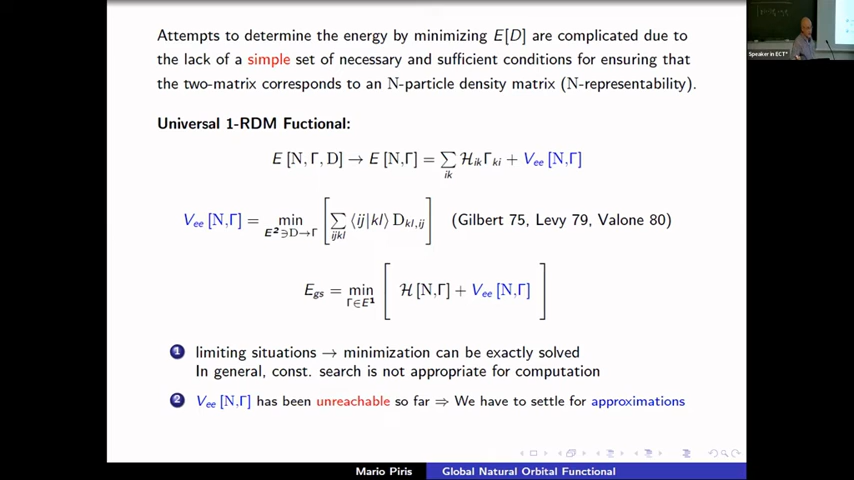 Attempts to determine the energy by minimizing E[D] are complicated due to
the lack of a simple set of necessary and sufficient conditions for ensuring that
the two-matrix corresponds to an N-particle density matrix (N-representability).
Universal 1-RDM Fuctional:
E [N, Γ, D] → E [N,Γ] = ∑ik ℋik Γki + Vee [N,Γ]
Vee [N,Γ] = min E²∋D→Γ [ ∑ijkl ⟨ij|kl⟩ Dkl,ij ] (Gilbert 75, Levy 79, Valone 80)
Egs = min Γ∈E¹ [ ℋ [N,Γ] + Vee [N,Γ] ]
1 limiting situations → minimization can be exactly solved
In general, const. search is not appropriate for computation
2 Vee [N,Γ] has been unreachable so far ⇒ We have to settle for approximations
Mario Piris Global Natural Orbital Functional
Speaker in ECT*